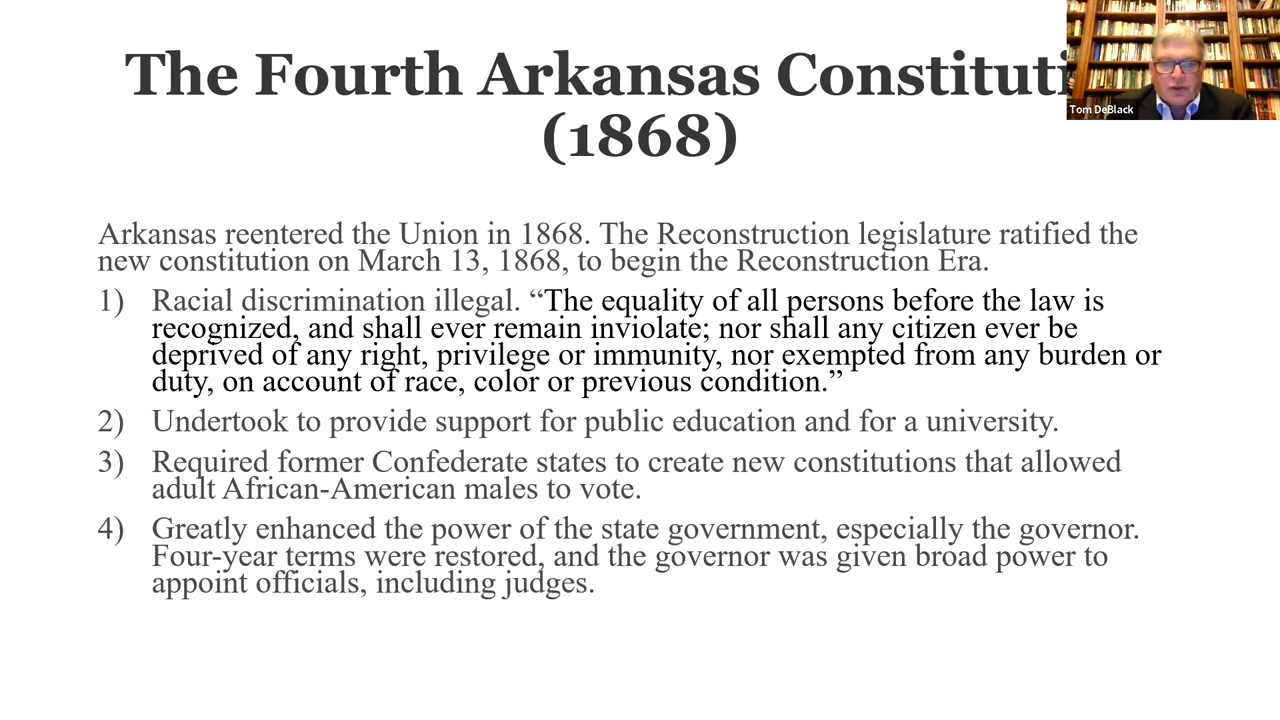 The Fourth Arkansas Constituti
(1868)
Tom DeBlack
Arkansas reentered the Union in 1868. The Reconstruction legislature ratified the
new constitution on March 13, 1868, to begin the Reconstruction Era.
1) Racial discrimination illegal. “The equality of all persons before the law is
recognized, and shall ever remain inviolate; nor shall any citizen ever be
deprived of any right, privilege or immunity, nor exempted from any burden or
duty, on account of race, color or previous condition.”
2) Undertook to provide support for public education and for a university.
3) Required former Confederate states to create new constitutions that allowed
adult African-American males to vote.
4) Greatly enhanced the power of the state government, especially the governor.
Four-year terms were restored, and the governor was given broad power to
appoint officials, including judges.